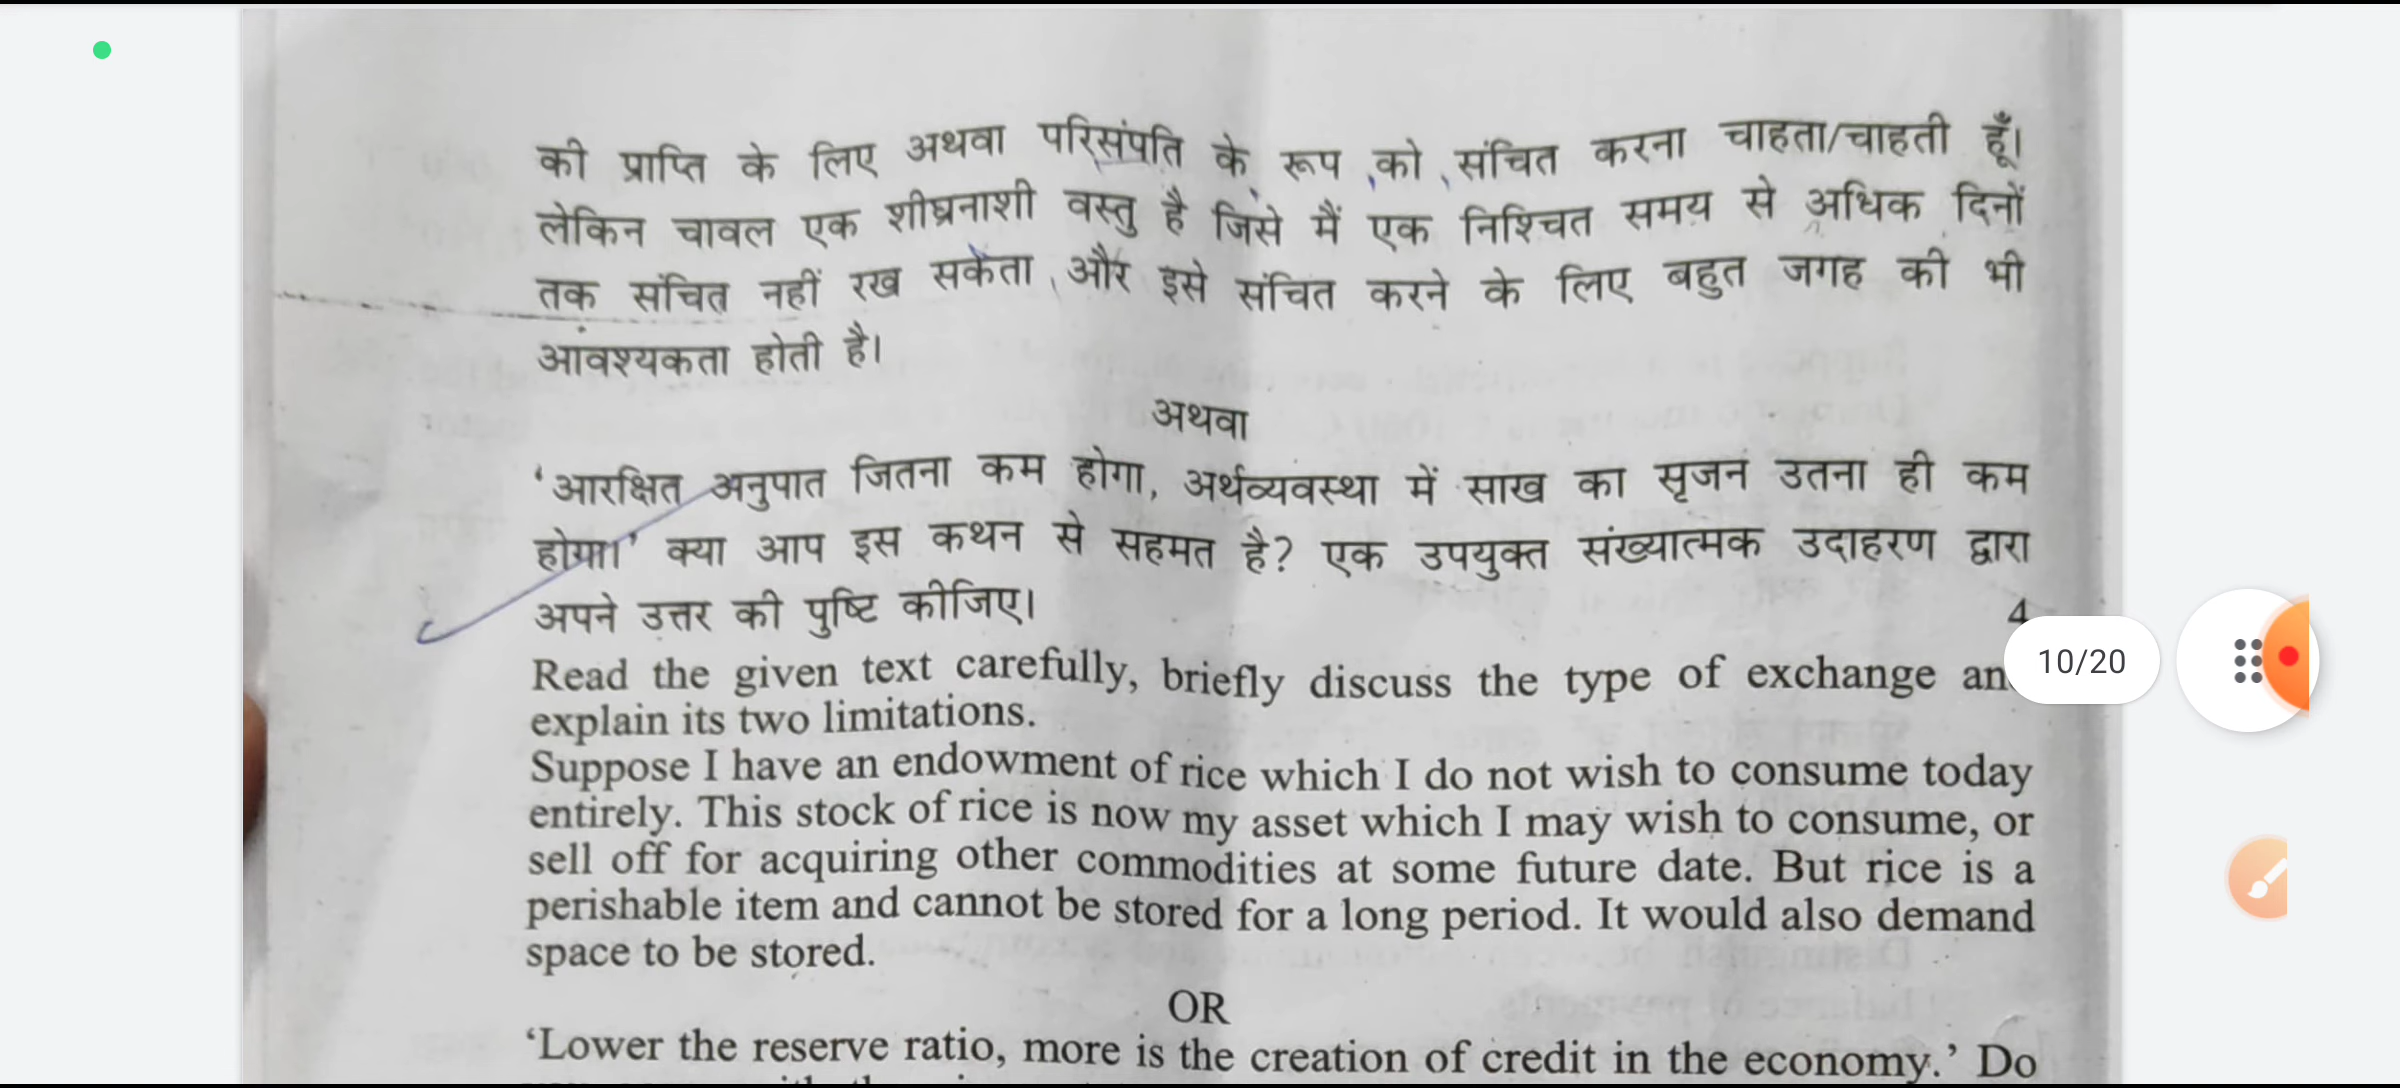 की प्राप्ति के लिए अथवा परिसंपति के रूप को संचित करना चाहता/चाहती हूँ।
लेकिन चावल एक शीघ्रनाशी वस्तु है जिसे मैं एक निश्चित समय से अधिक दिनों
तक संचित नहीं रख सकता और इसे संचित करने के लिए बहुत जगह की भी
आवश्यकता होती है।
अथवा
‘आरक्षित अनुपात जितना कम होगा, अर्थव्यवस्था में साख का सृजन उतना ही कम
होगा।’ क्या आप इस कथन से सहमत है? एक उपयुक्त संख्यात्मक उदाहरण द्वारा
अपने उत्तर की पुष्टि कीजिए।
4
Read the given text carefully, briefly discuss the type of exchange an
explain its two limitations.
10/20
Suppose I have an endowment of rice which I do not wish to consume today
entirely. This stock of rice is now my asset which I may wish to consume, or
sell off for acquiring other commodities at some future date. But rice is a
perishable item and cannot be stored for a long period. It would also demand
space to be stored.
OR
‘Lower the reserve ratio, more is the creation of credit in the economy.’ Do